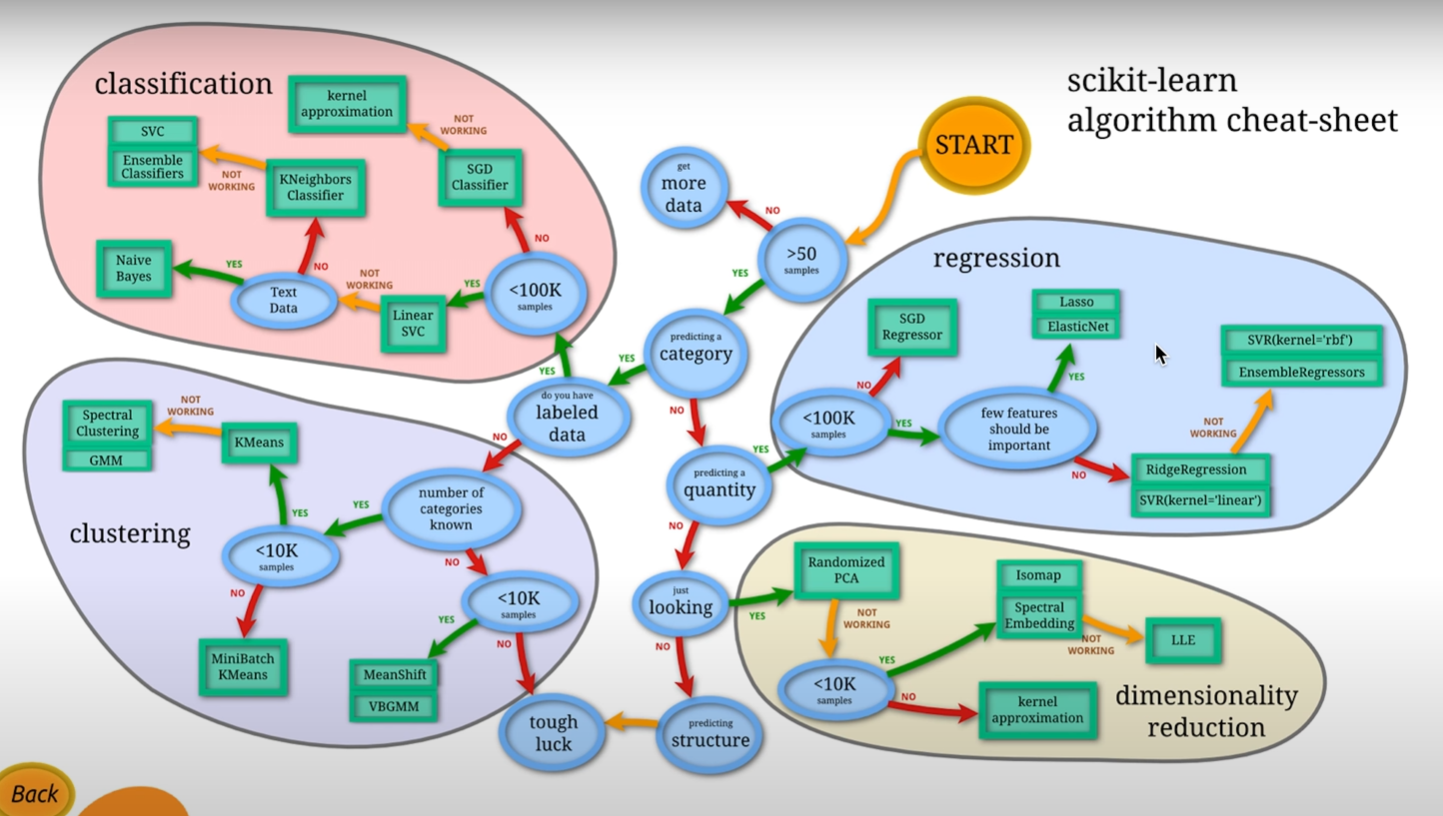 scikit-learn
algorithm cheat-sheet
START
get
more
data
NO
>50
samples
YES
predicting a
category
YES
NO
do you have
labeled
data
YES
NO
predicting a
quantity
YES
NO
just
looking
YES
NO
predicting
structure
tough
luck
classification
kernel
approximation
NOT
WORKING
SVC
Ensemble
Classifiers
NOT
WORKING
KNeighbors
Classifier
SGD
Classifier
NO
Naive
Bayes
YES
NO
Text
Data
NOT
WORKING
Linear
SVC
YES
<100K
samples
regression
SGD
Regressor
NO
Lasso
ElasticNet
YES
SVR(kernel='rbf')
EnsembleRegressors
<100K
samples
YES
few features
should be
important
NOT
WORKING
NO
RidgeRegression
SVR(kernel='linear')
clustering
Spectral
Clustering
GMM
NOT
WORKING
KMeans
YES
<10K
samples
NO
MiniBatch
KMeans
YES
number of
categories
known
NO
<10K
samples
YES
NO
MeanShift
VBGMM
Randomized
PCA
NOT
WORKING
<10K
samples
YES
NO
Isomap
Spectral
Embedding
NOT
WORKING
LLE
kernel
approximation
dimensionality
reduction
Back